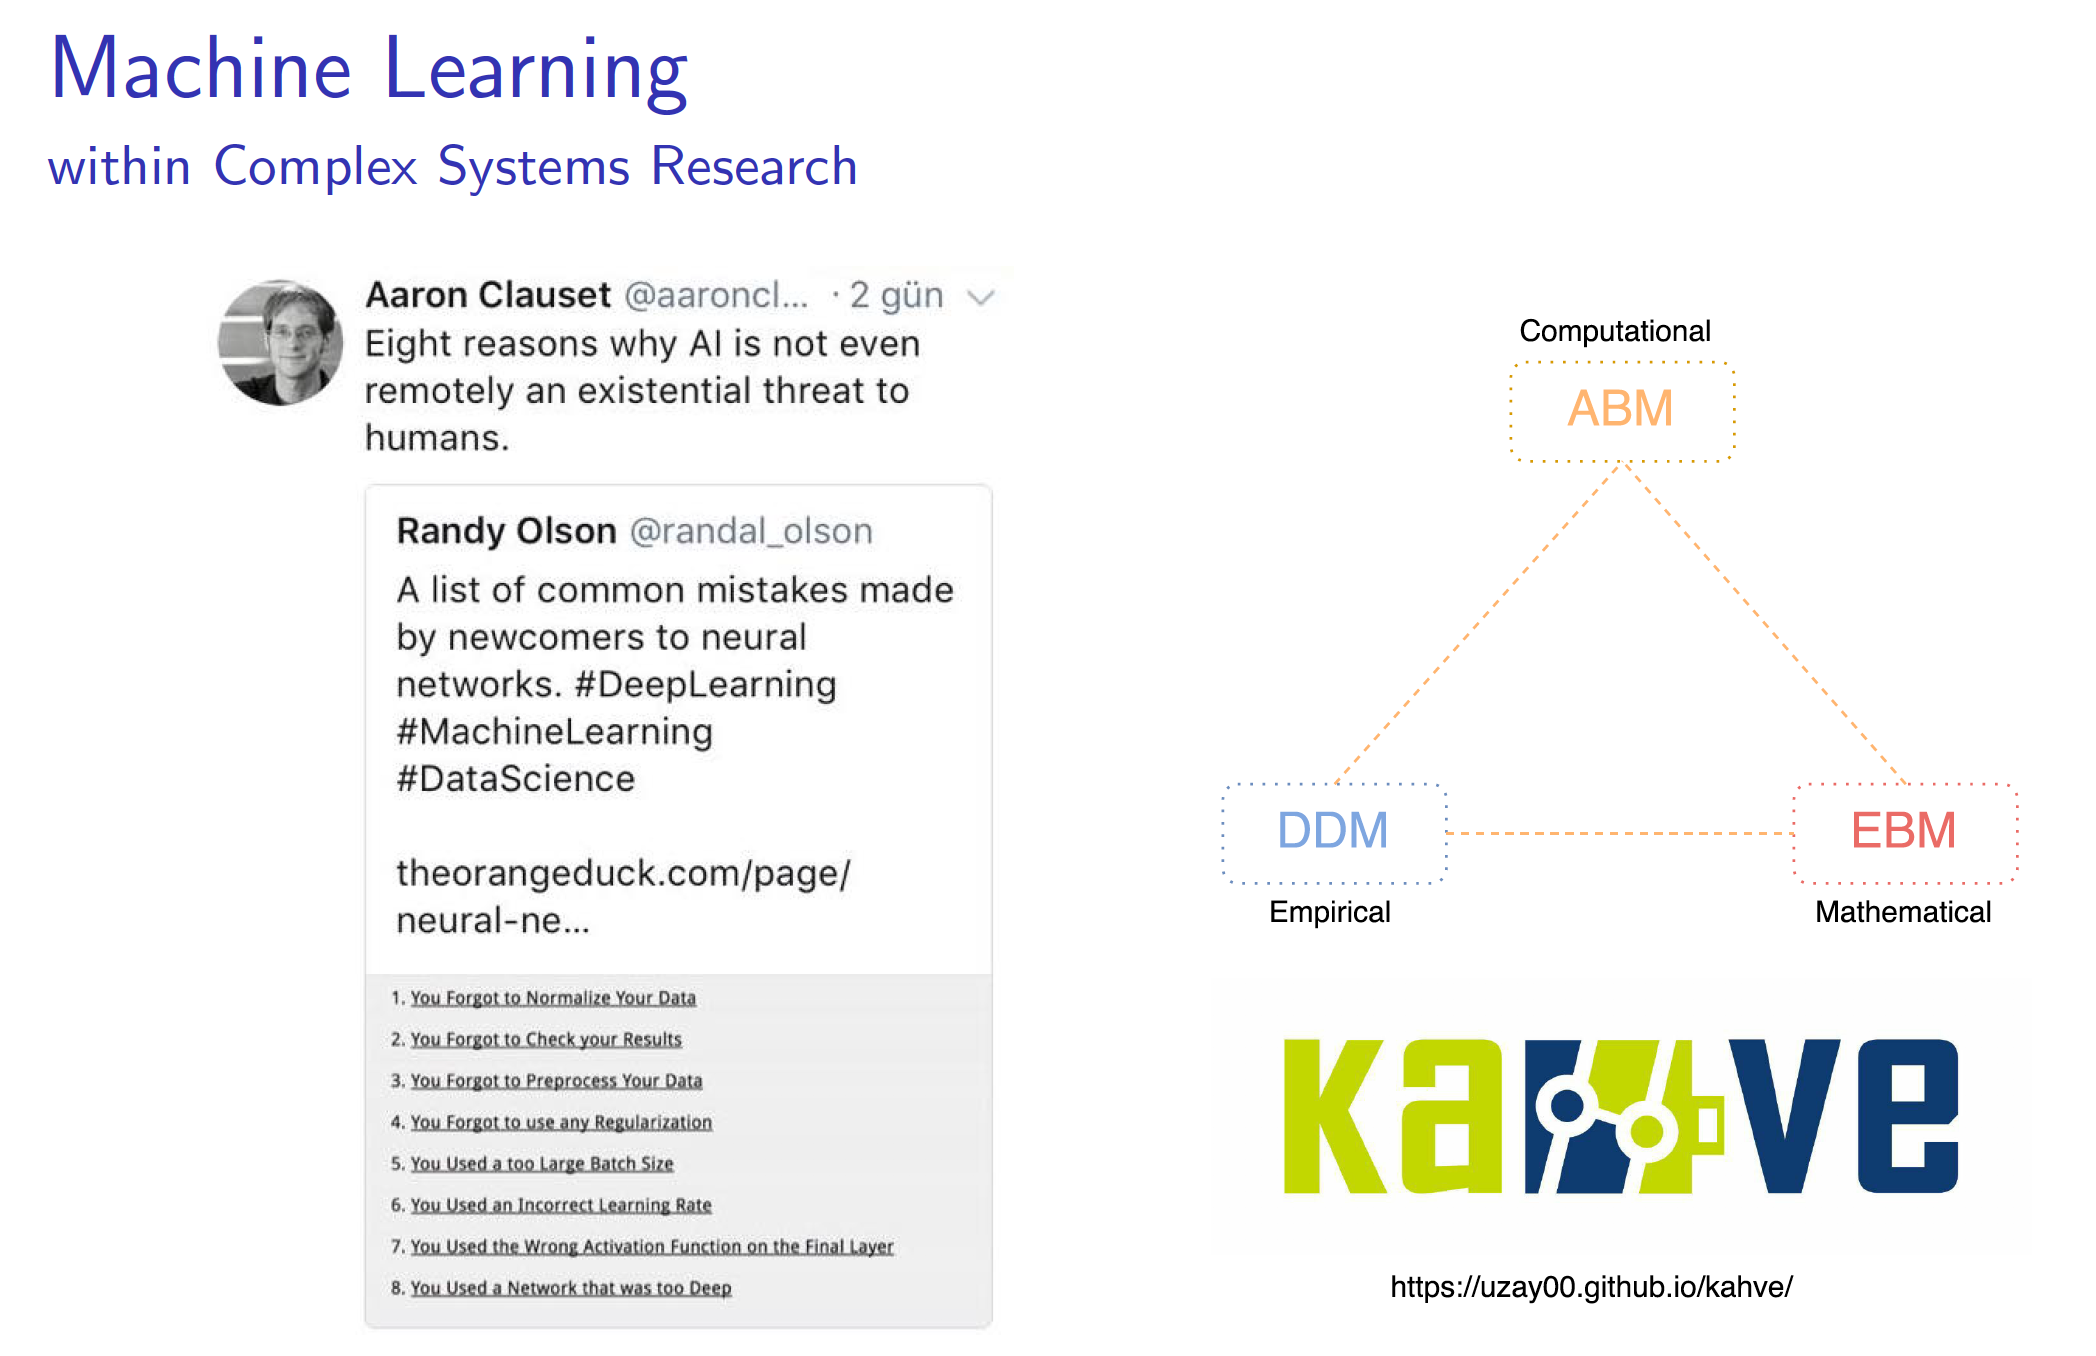 Machine Learning
within Complex Systems Research
Aaron Clauset @aaroncl... · 2 gün
Eight reasons why AI is not even
remotely an existential threat to
humans.
Randy Olson @randal_olson
A list of common mistakes made
by newcomers to neural
networks. #DeepLearning
#MachineLearning
#DataScience
theorangeduck.com/page/
neural-ne...
1. You Forgot to Normalize Your Data
2. You Forgot to Check your Results
3. You Forgot to Preprocess Your Data
4. You Forgot to use any Regularization
5. You Used a too Large Batch Size
6. You Used an Incorrect Learning Rate
7. You Used the Wrong Activation Function on the Final Layer
8. You Used a Network that was too Deep
Computational
ABM
DDM
EBM
Empirical
Mathematical
kahve
https://uzay00.github.io/kahve/